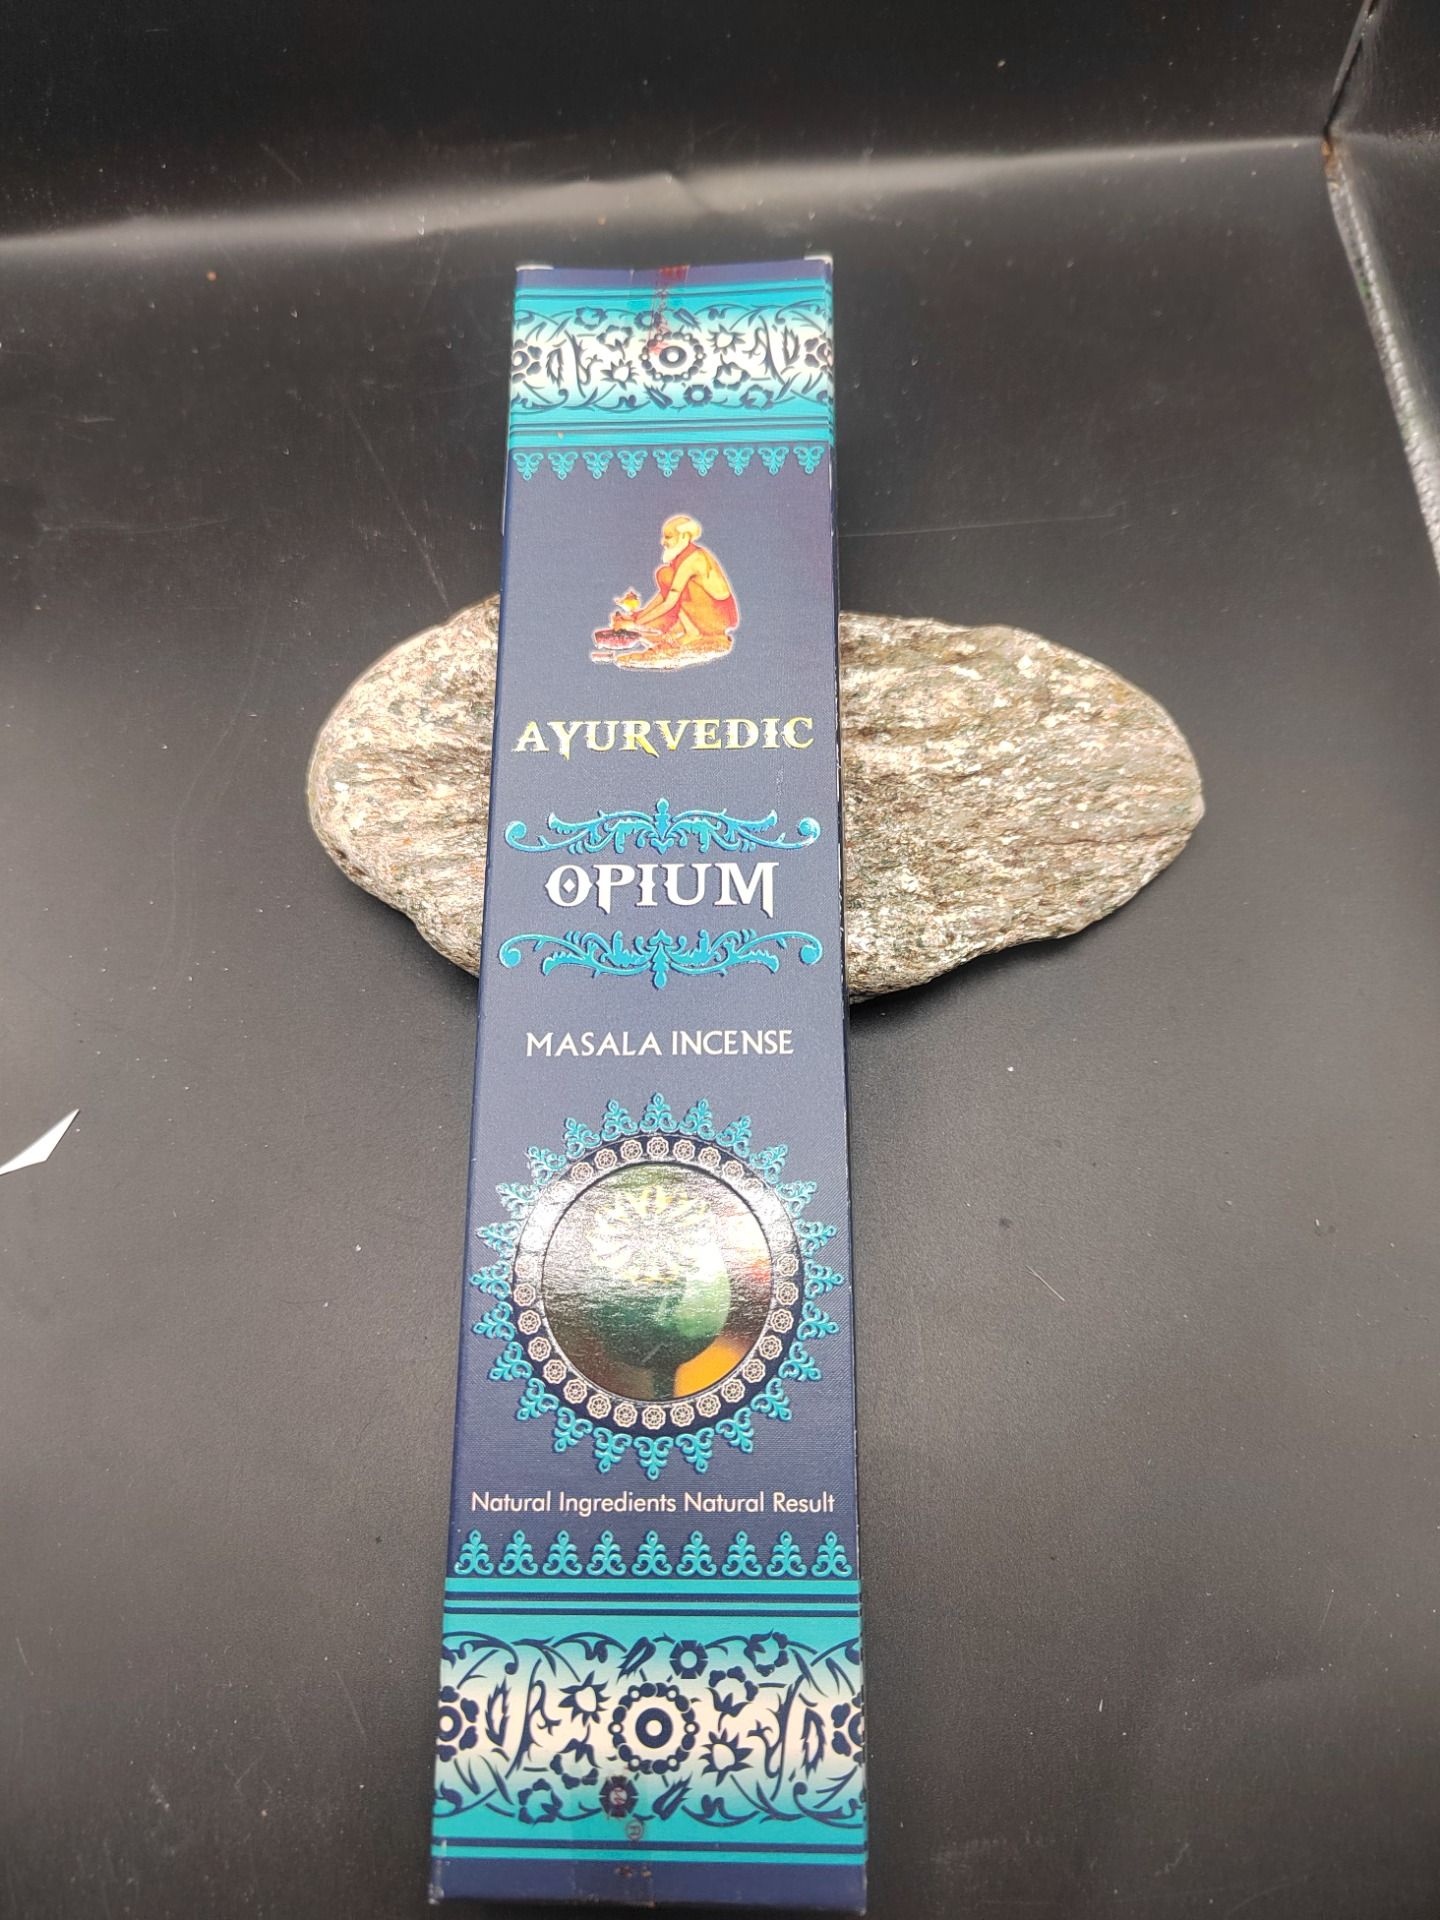 AYURVEDIC
OPIUM
MASALA INCENSE
Natural Ingredients Natural Result